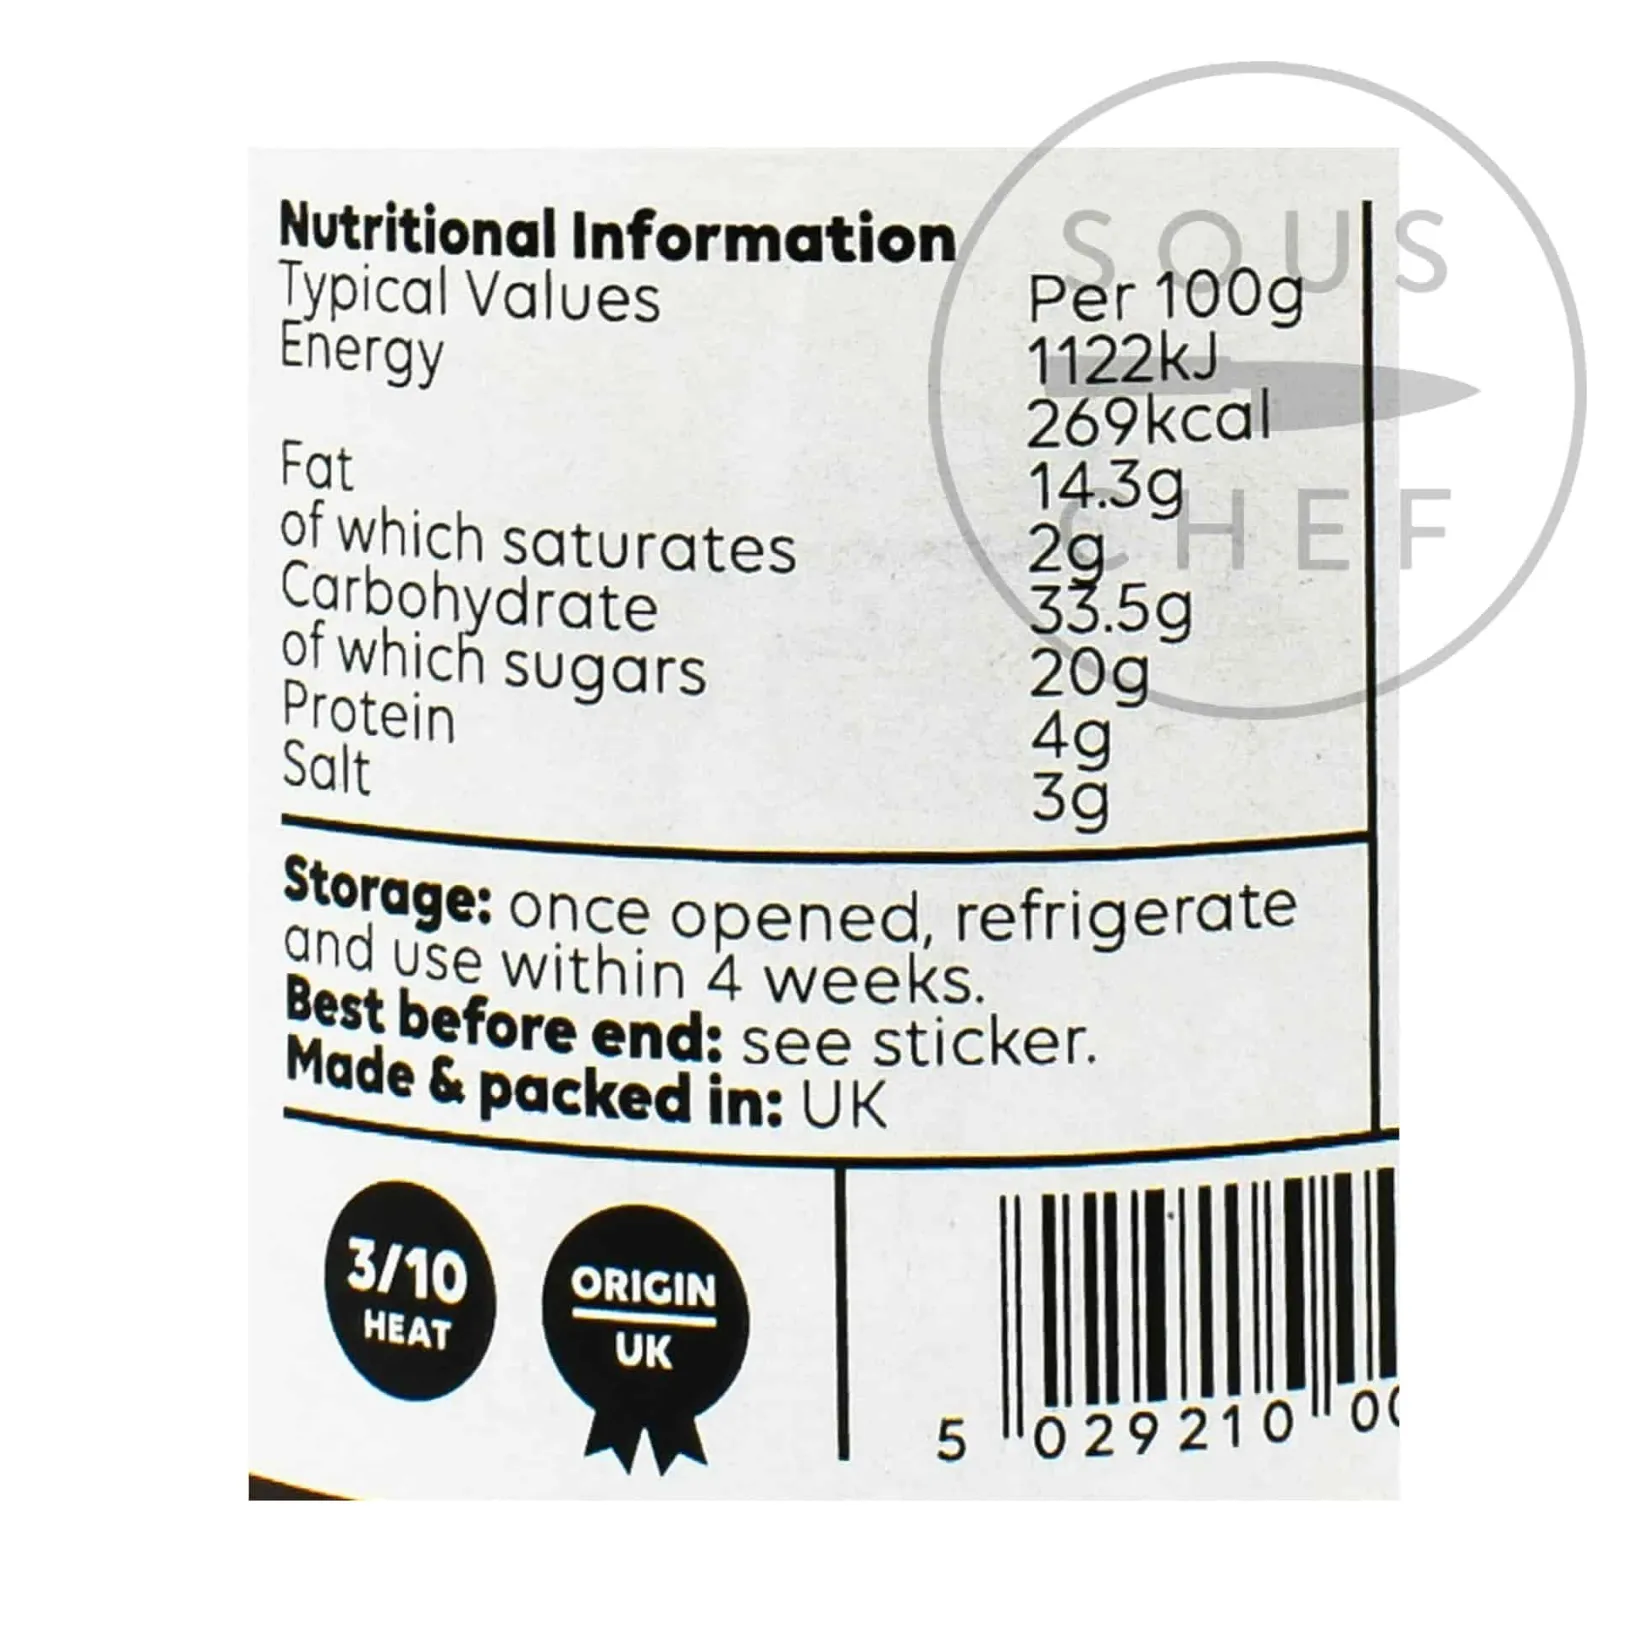 SOUS
CHEF
Nutritional Information
Typical Values Per 100g
Energy 1122kJ
269kcal
Fat 14.3g
of which saturates 2g
Carbohydrate 33.5g
of which sugars 20g
Protein 4g
Salt 3g
Storage: once opened, refrigerate
and use within 4 weeks.
Best before end: see sticker.
Made & packed in: UK
3/10
HEAT
ORIGIN
UK
5 029210 0